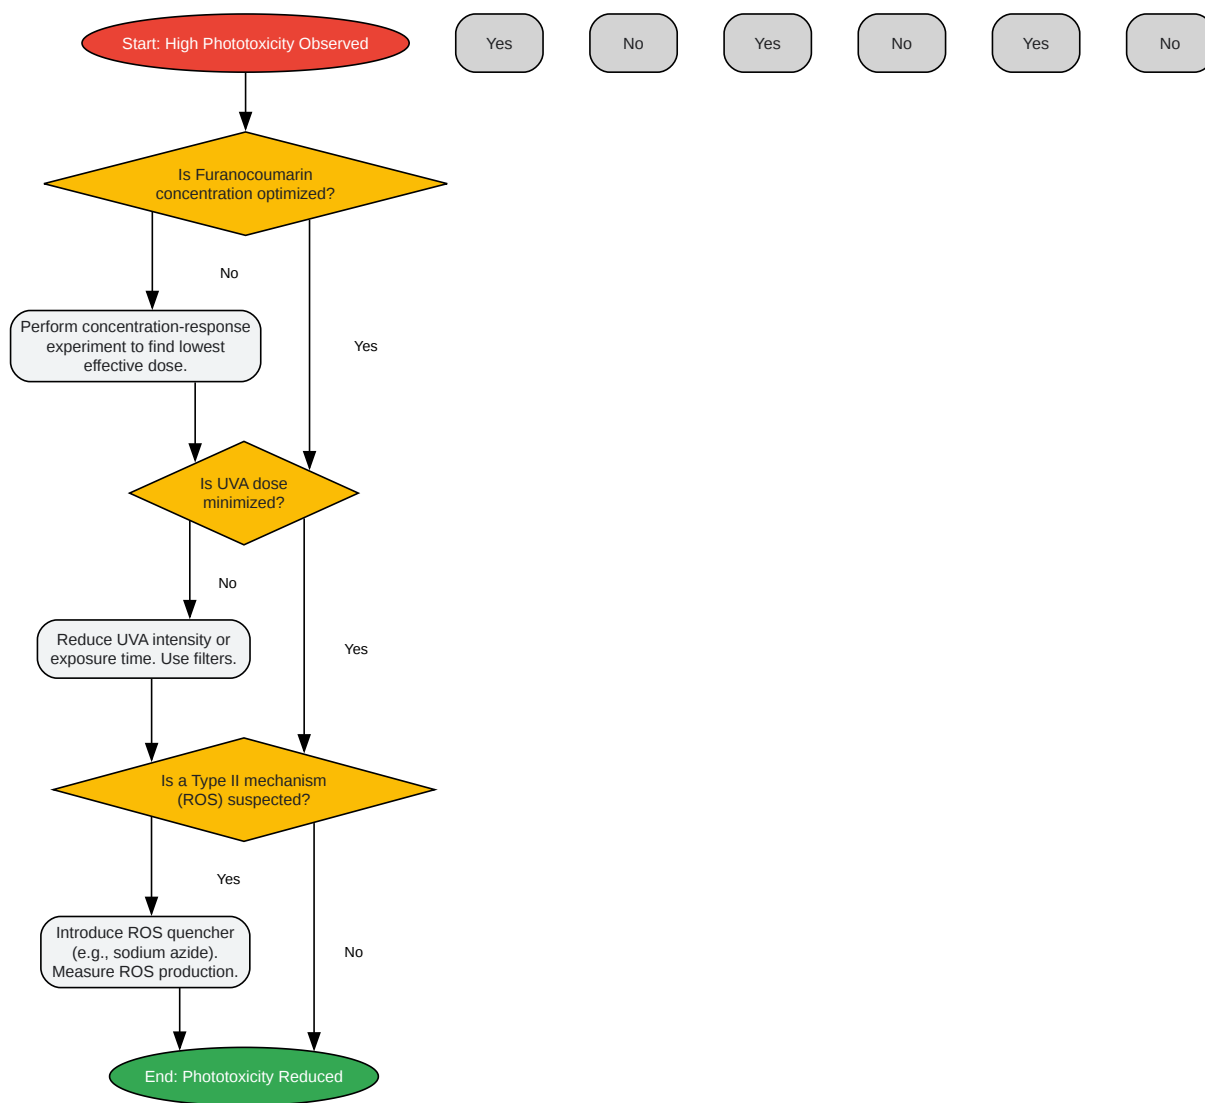 Start: High Phototoxicity Observed
Yes
No
Yes
No
Yes
No
Is Furanocoumarin
concentration optimized?
No
Perform concentration-response
experiment to find lowest
effective dose.
Yes
Is UVA dose
minimized?
No
Reduce UVA intensity or
exposure time. Use filters.
Yes
Is a Type II mechanism
(ROS) suspected?
Yes
Introduce ROS quencher
(e.g., sodium azide).
Measure ROS production.
No
End: Phototoxicity Reduced